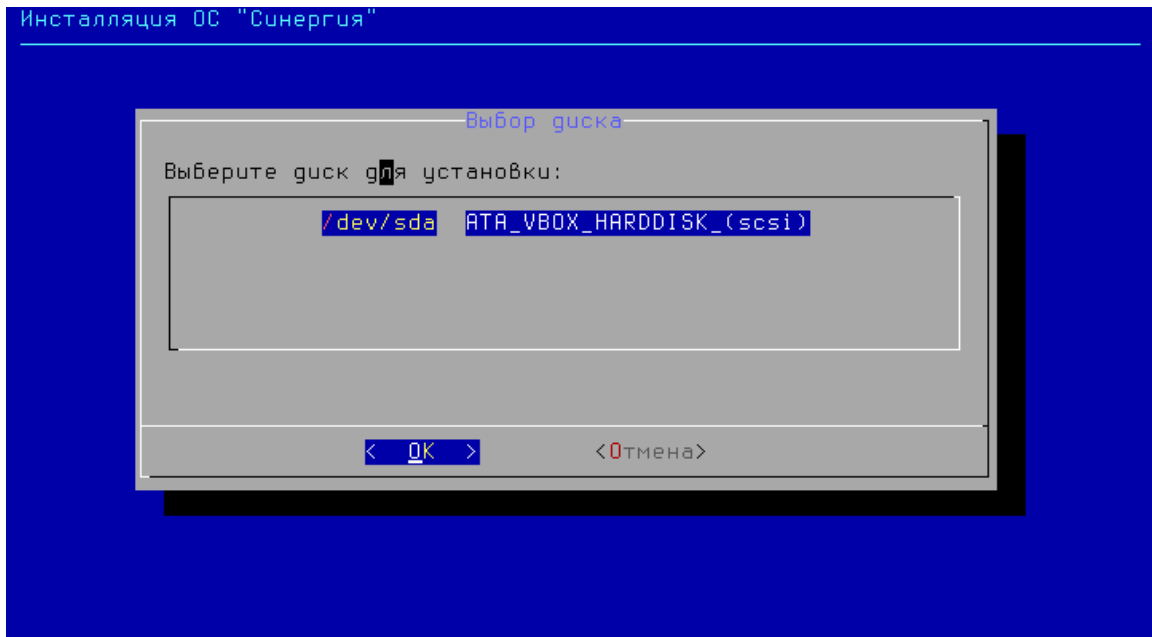 Инсталляция ОС "Синергия"
Выбор диска
Выберите диск для установки:
/dev/sda ATA_VBOX_HARDDISK_(scsi)
< OK > <Отмена>